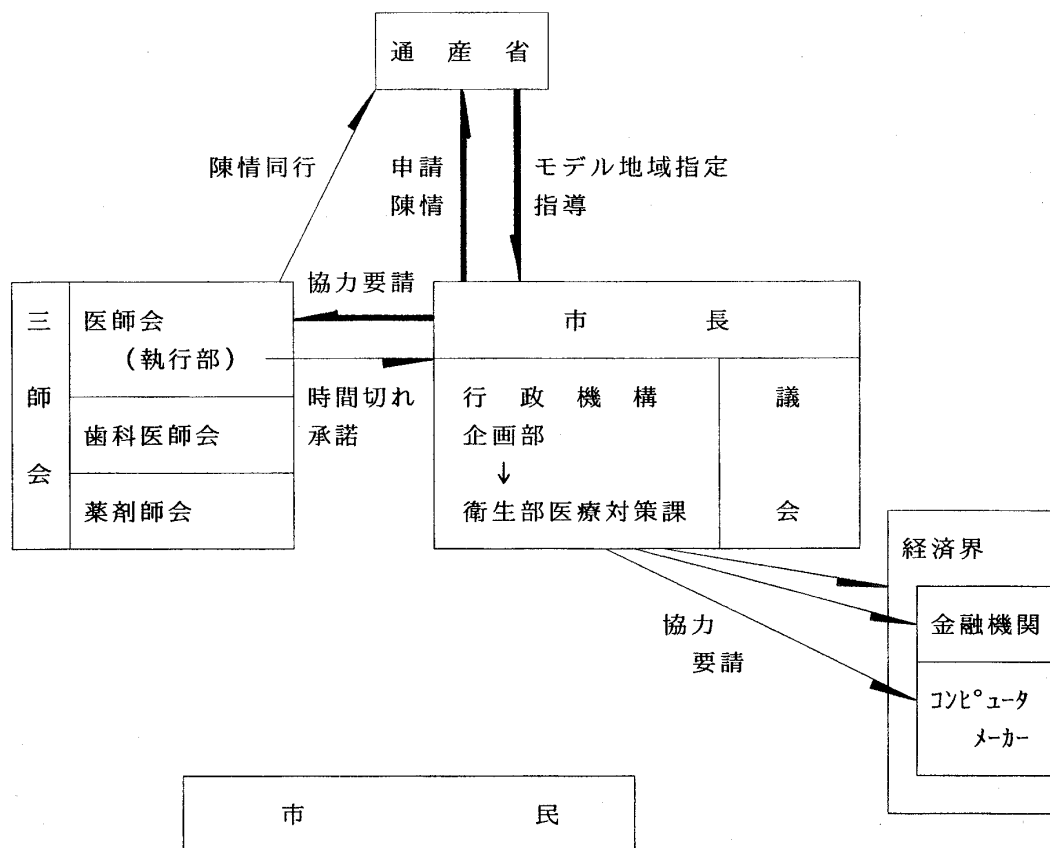 通産省
陳情同行
申請
陳情
モデル地域指定
指導
協力要請
三師会
医師会
(執行部)
歯科医師会
薬剤師会
時間切れ
承諾
市長
行政機構
企画部
↓
衛生部医療対策課
議会
協力
要請
経済界
金融機関
コンピュータ
メーカー
市民